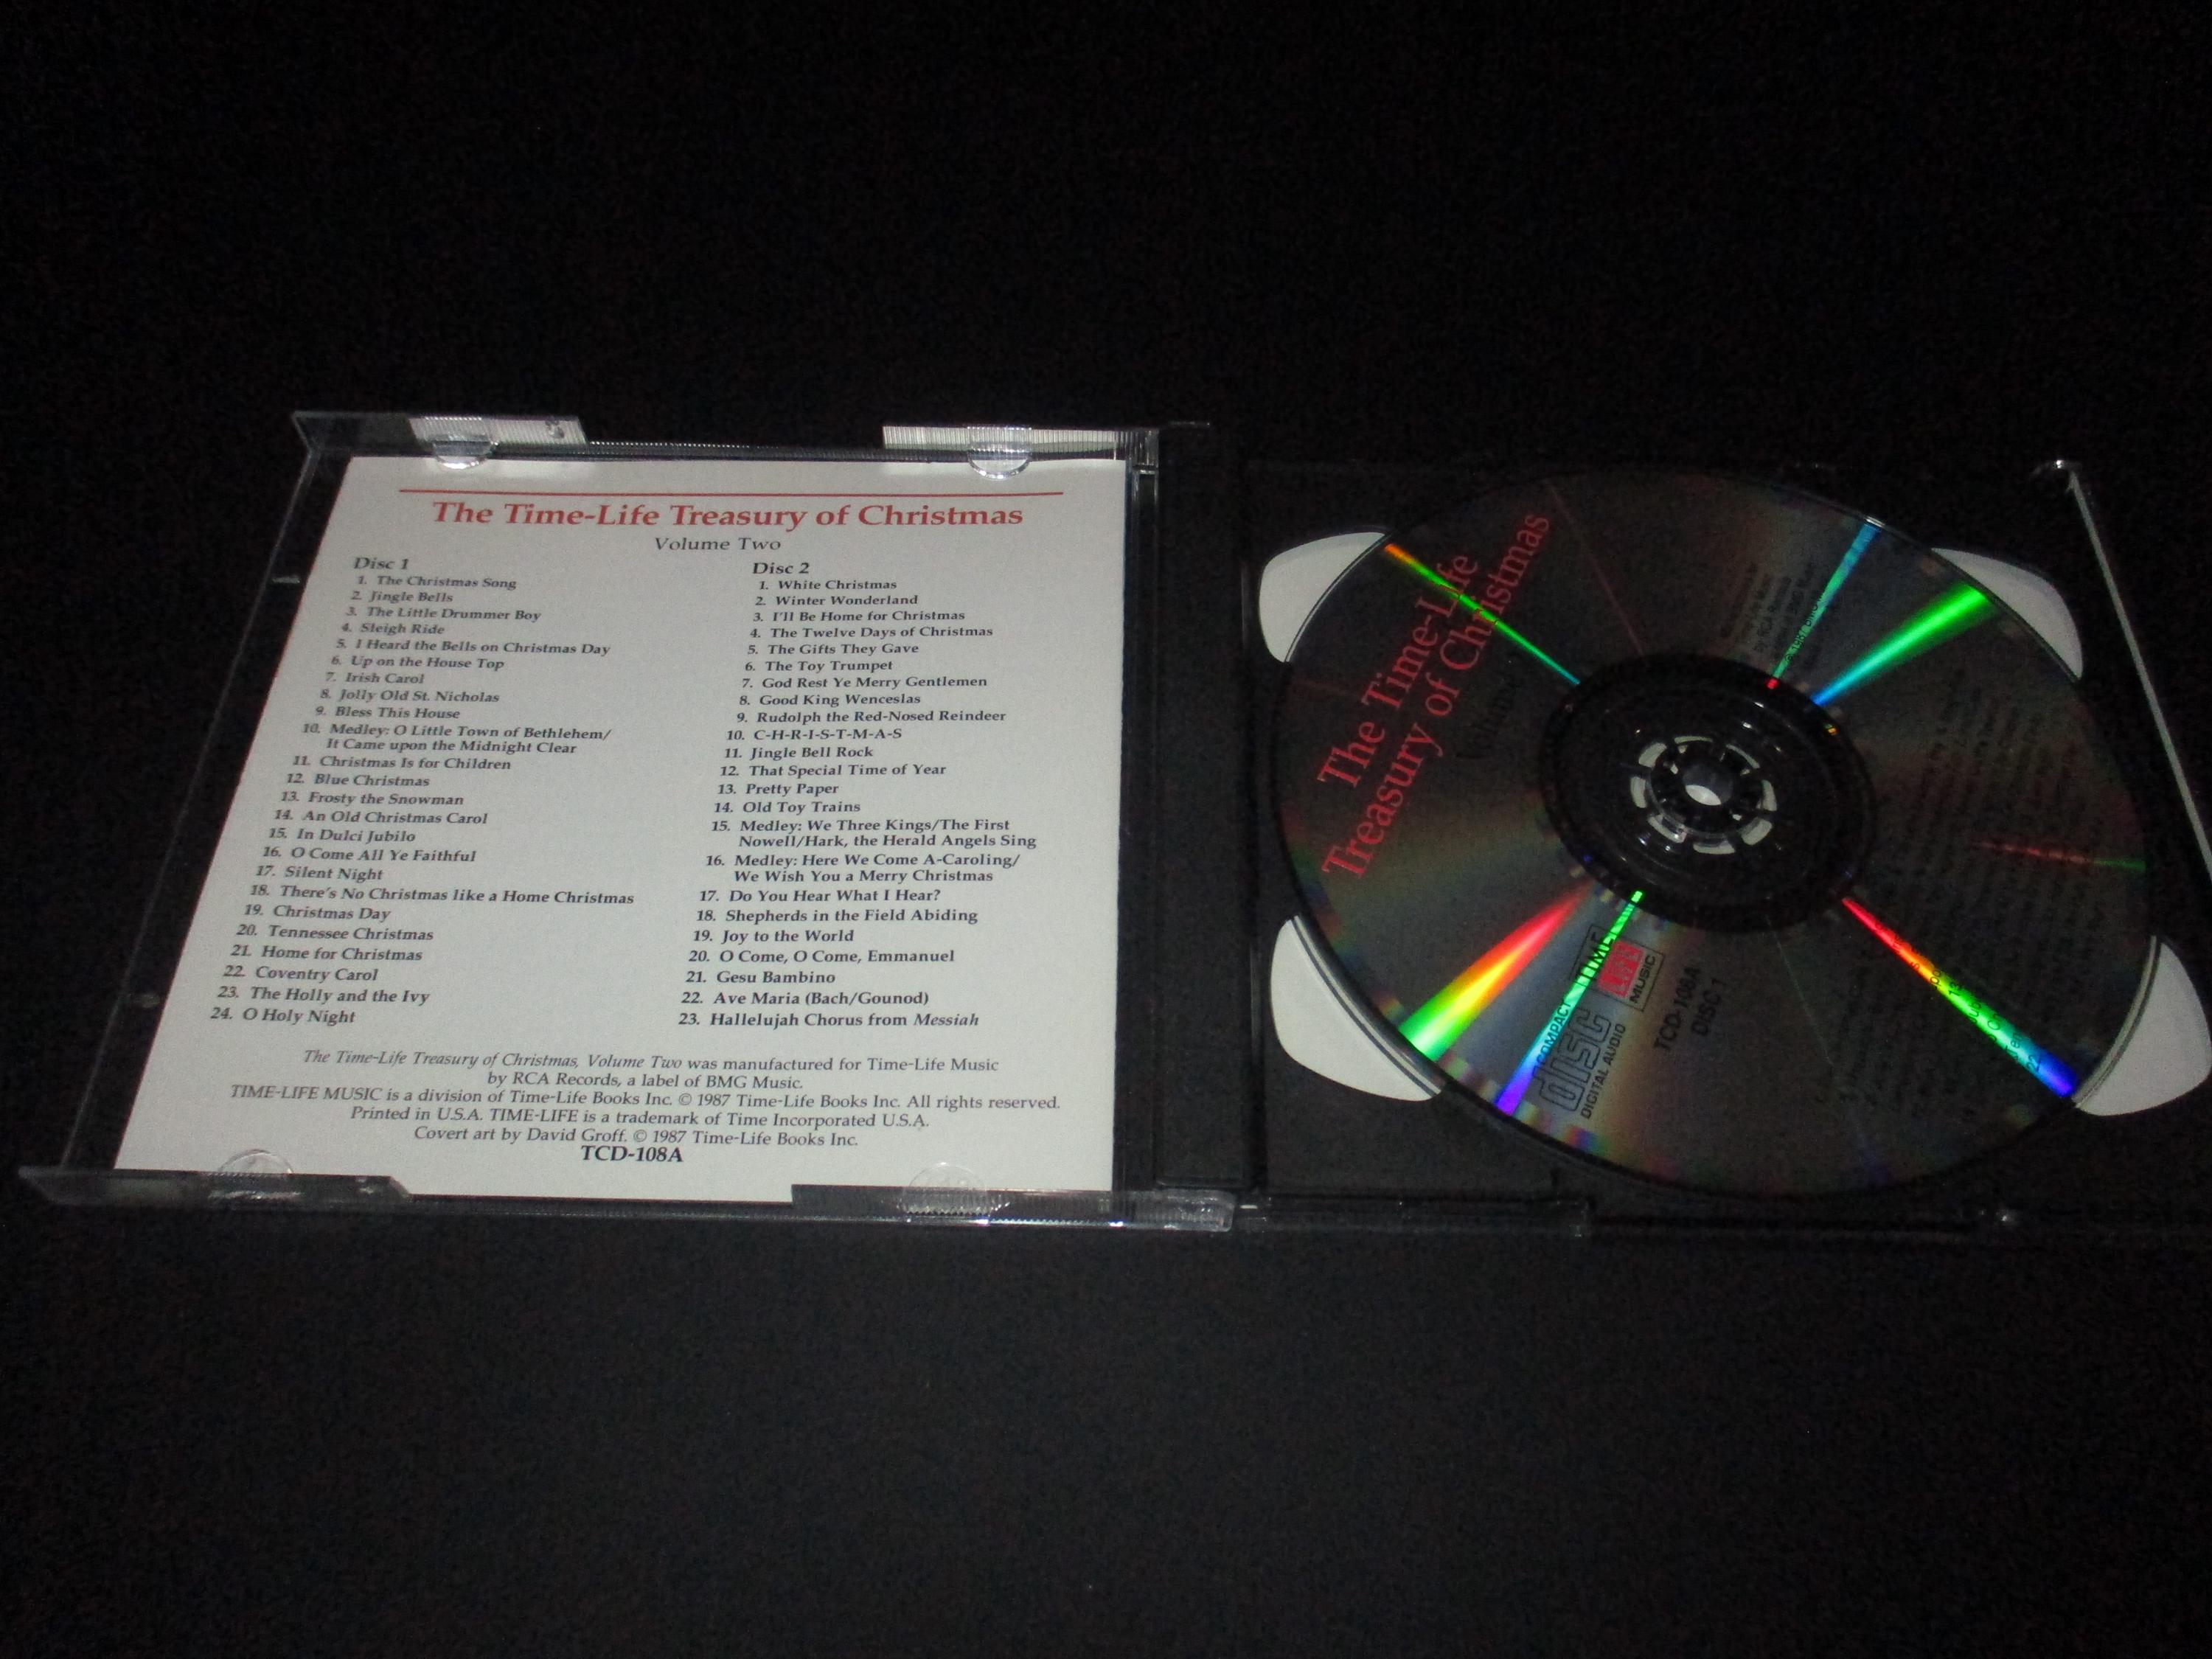 The Time-Life Treasury of Christmas
Volume Two
Disc 1
1. The Christmas Song
2. Jingle Bells
3. The Little Drummer Boy
4. Sleigh Ride
5. I Heard the Bells on Christmas Day
6. Up on the House Top
7. Irish Carol
8. Jolly Old St. Nicholas
9. Bless This House
10. Medley: O Little Town of Bethlehem/
It Came upon the Midnight Clear
11. Christmas Is for Children
12. Blue Christmas
13. Frosty the Snowman
14. An Old Christmas Carol
15. In Dulci Jubilo
16. O Come All Ye Faithful
17. Silent Night
18. There's No Christmas like a Home Christmas
19. Christmas Day
20. Tennessee Christmas
21. Home for Christmas
22. Coventry Carol
23. The Holly and the Ivy
24. O Holy Night
Disc 2
1. White Christmas
2. Winter Wonderland
3. I'll Be Home for Christmas
4. The Twelve Days of Christmas
5. The Gifts They Gave
6. The Toy Trumpet
7. God Rest Ye Merry Gentlemen
8. Good King Wenceslas
9. Rudolph the Red-Nosed Reindeer
10. C-H-R-I-S-T-M-A-S
11. Jingle Bell Rock
12. That Special Time of Year
13. Pretty Paper
14. Old Toy Trains
15. Medley: We Three Kings/The First
Nowell/Hark, the Herald Angels Sing
16. Medley: Here We Come A-Caroling/
We Wish You a Merry Christmas
17. Do You Hear What I Hear?
18. Shepherds in the Field Abiding
19. Joy to the World
20. O Come, O Come, Emmanuel
21. Gesu Bambino
22. Ave Maria (Bach/Gounod)
23. Hallelujah Chorus from Messiah
The Time-Life Treasury of Christmas, Volume Two was manufactured for Time-Life Music
by RCA Records, a label of BMG Music.
TIME-LIFE MUSIC is a division of Time-Life Books Inc. © 1987 Time-Life Books Inc. All rights reserved.
Printed in U.S.A. TIME-LIFE is a trademark of Time Incorporated U.S.A.
Covert art by David Groff. © 1987 Time-Life Books Inc.
TCD-108A
The Time-Life
Treasury of Christmas
COMPACT
disc
DIGITAL AUDIO
TIME
LIFE
MUSIC
TCD-108A
DISC 1